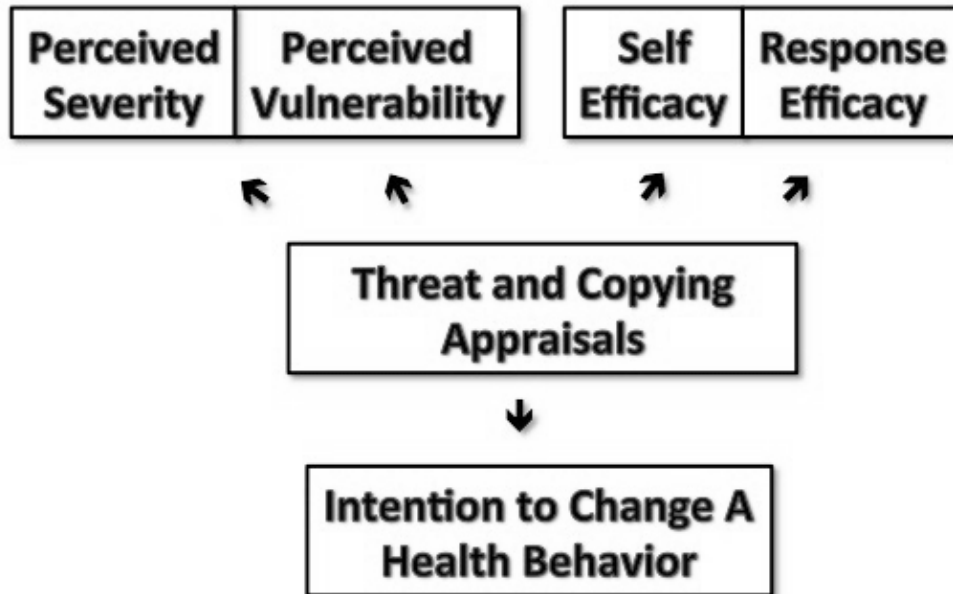 Perceived
Severity
Perceived
Vulnerability
Self
Efficacy
Response
Efficacy
Threat and Copying
Appraisals
Intention to Change A
Health Behavior